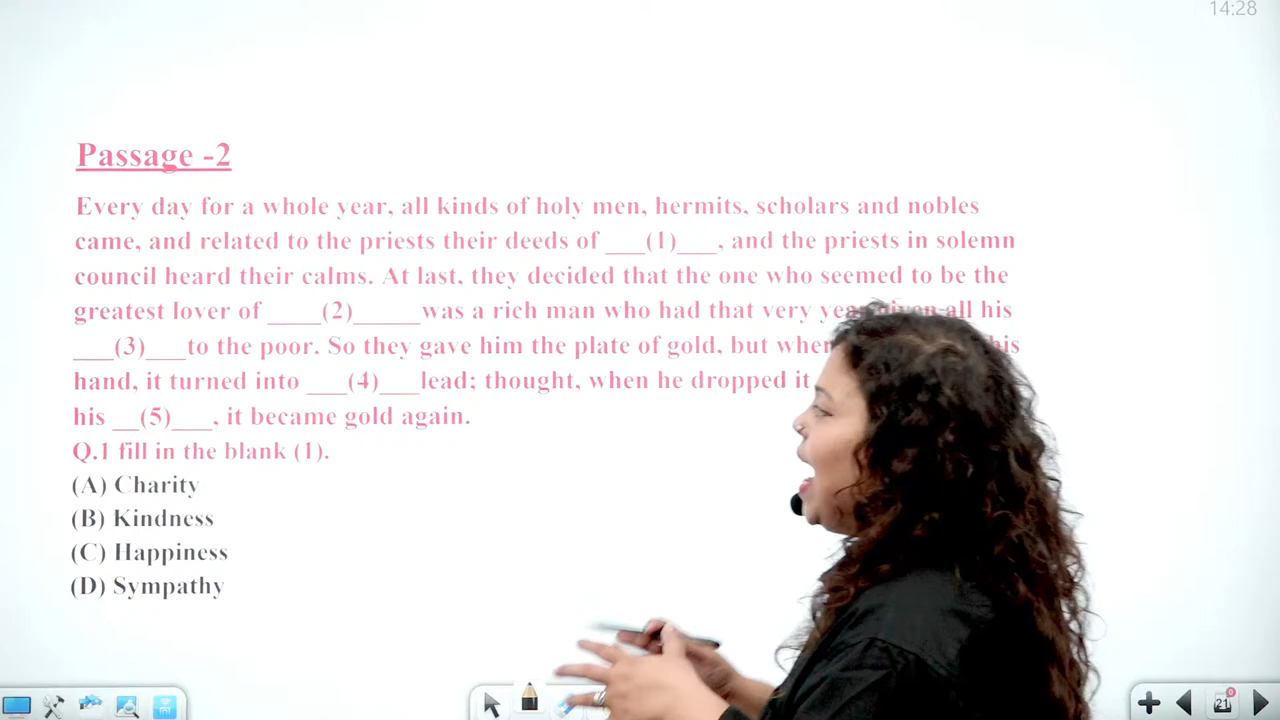 14:28
Passage -2
Every day for a whole year, all kinds of holy men, hermits, scholars and nobles
came, and related to the priests their deeds of ___(1)___, and the priests in solemn
council heard their calms. At last, they decided that the one who seemed to be the
greatest lover of ____(2)_____was a rich man who had that very year given all his
___(3)___to the poor. So they gave him the plate of gold, but when his
hand, it turned into ___(4)___lead; thought, when he dropped it
his __(5)___, it became gold again.
Q.1 fill in the blank (1).
(A) Charity
(B) Kindness
(C) Happiness
(D) Sympathy
0
21